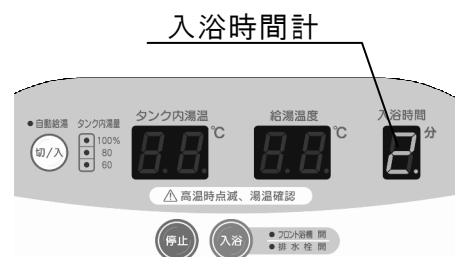 入浴時間計
●自動給湯 タンク内湯量
切/入
● 100%
● 80
● 60
タンク内湯温
88.
℃
給湯温度
88.
℃
入浴時間
2.
分
⚠ 高温時点滅、湯温確認
停止
入浴
● フロント浴槽 開
● 排水栓 開